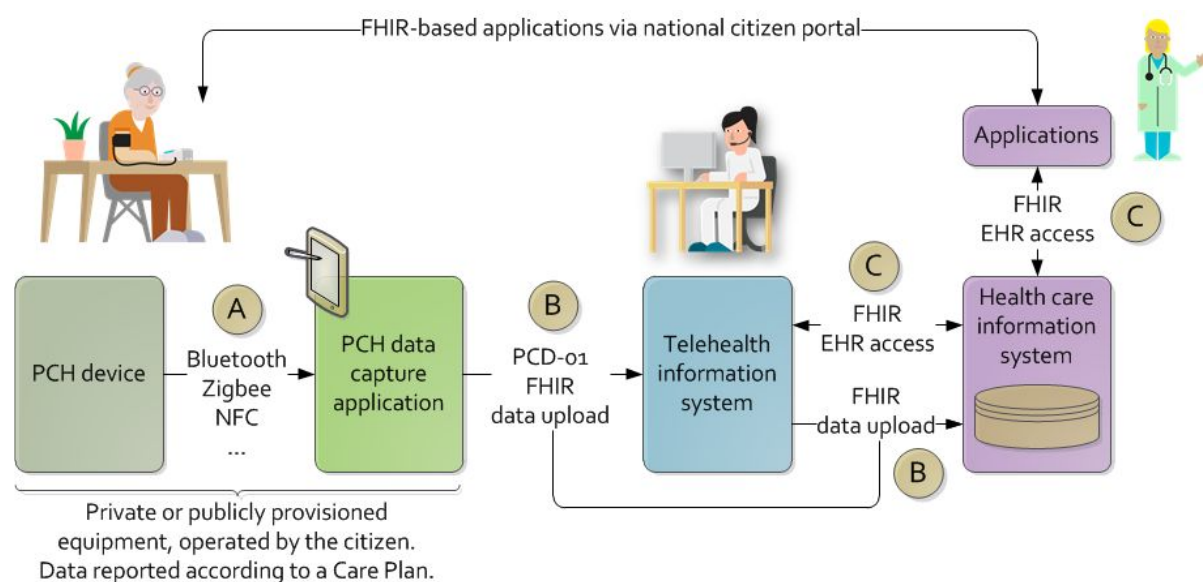 FHIR-based applications via national citizen portal
Applications
FHIR
EHR access
C
PCH device
A
Bluetooth
Zigbee
NFC
...
PCH data
capture
application
B
PCD-01
FHIR
data upload
Telehealth
information
system
C
FHIR
EHR access
FHIR
data upload
B
Health care
information
system
Private or publicly provisioned
equipment, operated by the citizen.
Data reported according to a Care Plan.